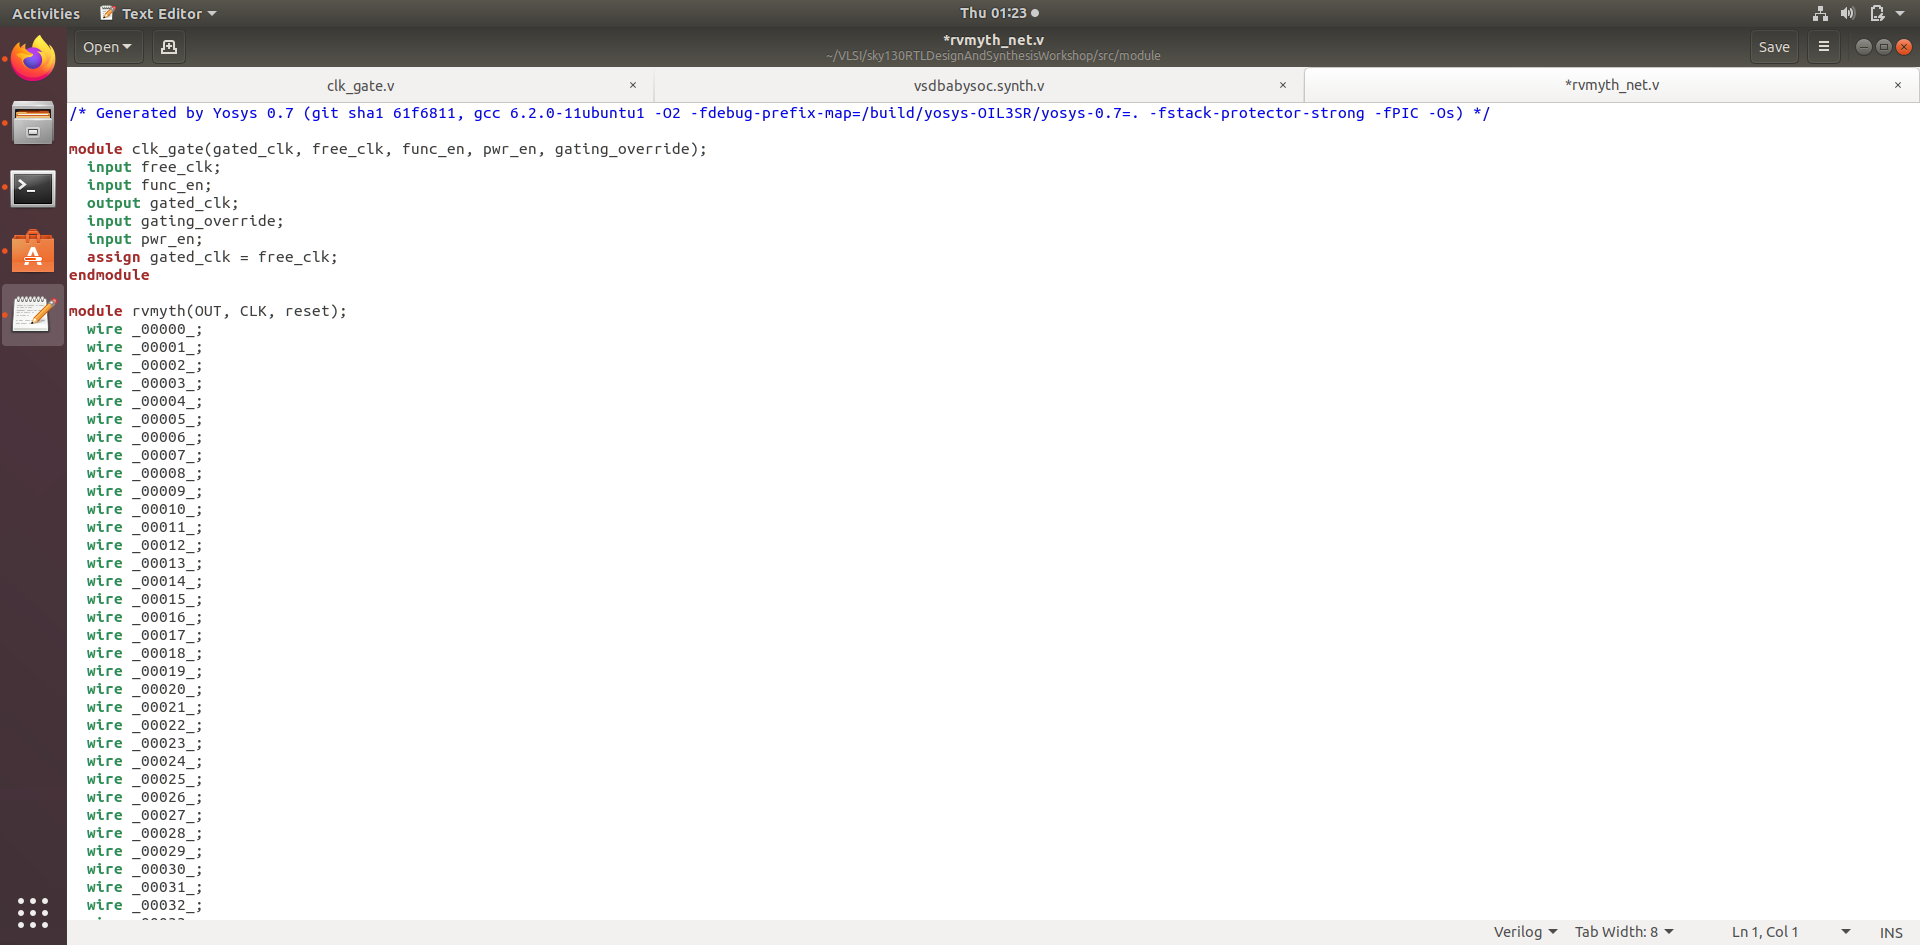 Activities Text Editor Thu 01:23
Open *rvmyth_net.v Save
~/VLSI/sky130RTLDesignAndSynthesisWorkshop/src/module
clk_gate.v × vsdbabysoc.synth.v × *rvmyth_net.v ×
/* Generated by Yosys 0.7 (git sha1 61f6811, gcc 6.2.0-11ubuntu1 -O2 -fdebug-prefix-map=/build/yosys-OIL3SR/yosys-0.7=. -fstack-protector-strong -fPIC -Os) */
module clk_gate(gated_clk, free_clk, func_en, pwr_en, gating_override);
input free_clk;
input func_en;
output gated_clk;
input gating_override;
input pwr_en;
assign gated_clk = free_clk;
endmodule
module rvmyth(OUT, CLK, reset);
wire _00000_;
wire _00001_;
wire _00002_;
wire _00003_;
wire _00004_;
wire _00005_;
wire _00006_;
wire _00007_;
wire _00008_;
wire _00009_;
wire _00010_;
wire _00011_;
wire _00012_;
wire _00013_;
wire _00014_;
wire _00015_;
wire _00016_;
wire _00017_;
wire _00018_;
wire _00019_;
wire _00020_;
wire _00021_;
wire _00022_;
wire _00023_;
wire _00024_;
wire _00025_;
wire _00026_;
wire _00027_;
wire _00028_;
wire _00029_;
wire _00030_;
wire _00031_;
wire _00032_;
Verilog Tab Width: 8 Ln 1, Col 1 INS